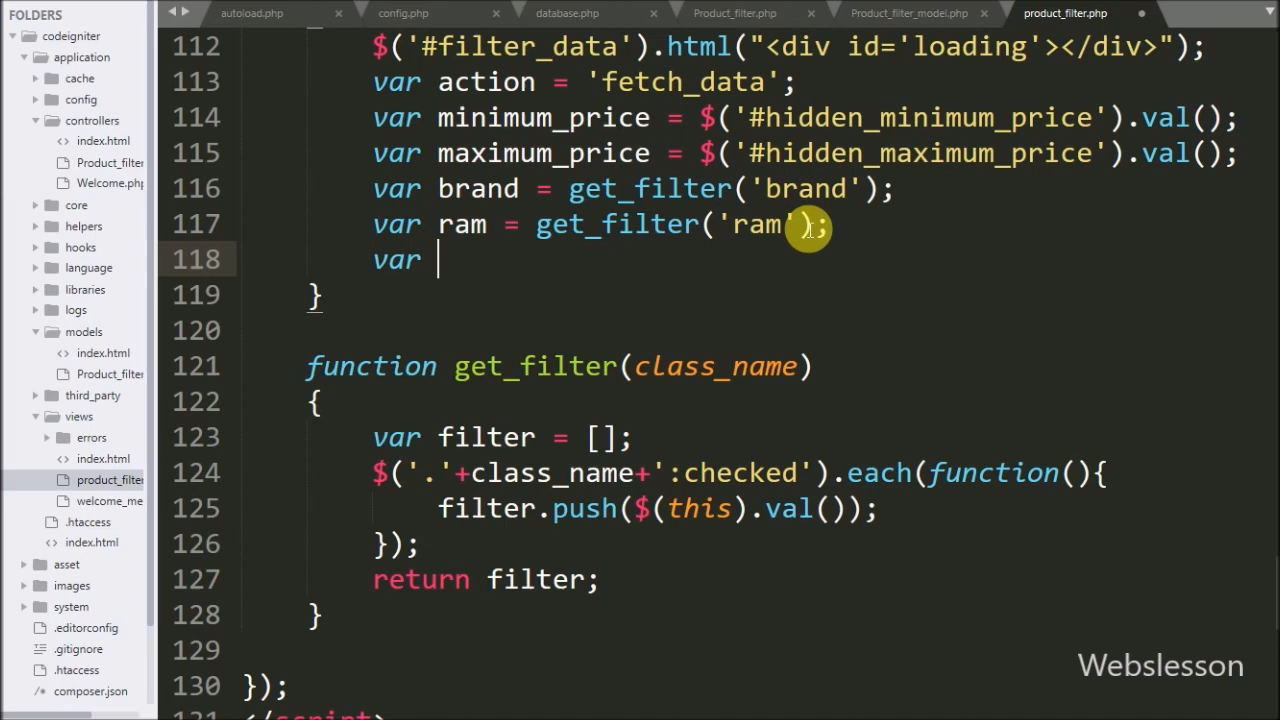 FOLDERS
codeigniter
application
cache
config
controllers
index.html
Product_filter
Welcome.php
core
helpers
hooks
language
libraries
logs
models
index.html
Product_filter
third_party
views
errors
index.html
product_filter
welcome_me
.htaccess
index.html
asset
images
system
.editorconfig
.gitignore
.htaccess
composer.json
autoload.php
config.php
database.php
Product_filter.php
Product_filter_model.php
product_filter.php
112 $('#filter_data').html("<div id='loading'></div>");
113 var action = 'fetch_data';
114 var minimum_price = $('#hidden_minimum_price').val();
115 var maximum_price = $('#hidden_maximum_price').val();
116 var brand = get_filter('brand');
117 var ram = get_filter('ram');
118 var
119 }
120
121 function get_filter(class_name)
122 {
123 var filter = [];
124 $('.'+class_name+':checked').each(function(){
125 filter.push($(this).val());
126 });
127 return filter;
128 }
129
130 });
131 </script>
Webslesson